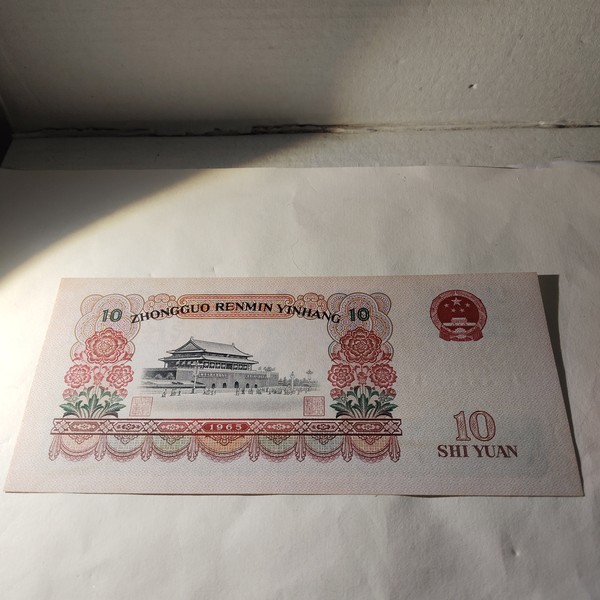 10 ZHONGGUO RENMIN YINHANG 10
1965
10
SHI YUAN